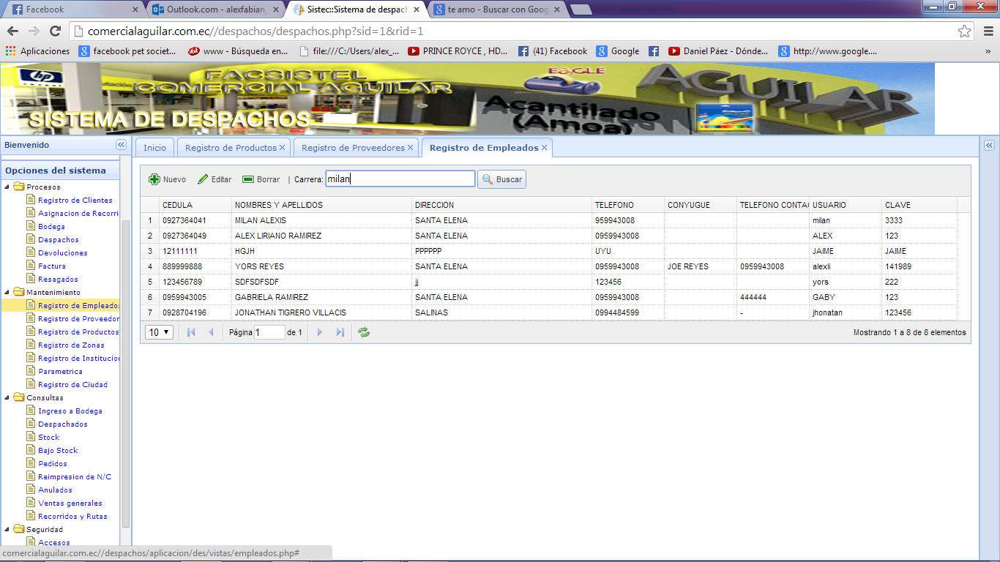 Facebook
Outlook.com - alexfabian_
Sistec::Sistema de despach
te amo - Buscar con Goog
comercialaguilar.com.ec//despachos/despachos.php?sid=1&rid=1
Aplicaciones
facebook pet societ...
www - Búsqueda en...
file:///C:/Users/alex_...
PRINCE ROYCE , HD...
(41) Facebook
Google
Daniel Páez - Dónde...
http://www.google....
»
hp
FACSISTEL
COMERCIAL AGUILAR
SISTEMA DE DESPACHOS
EAGLE
Acantilado
(Amoa)
AGUILAR
Bienvenido
Opciones del sistema
Procesos
Registro de Clientes
Asignacion de Recorri
Bodega
Despachos
Devoluciones
Factura
Resagados
Mantenimiento
Registro de Empleados
Registro de Proveedor
Registro de Productos
Registro de Zonas
Registro de Institucion
Parametrica
Registro de Ciudad
Consultas
Ingreso a Bodega
Despachados
Stock
Bajo Stock
Pedidos
Reimpresion de N/C
Anulados
Ventas generales
Recorridos y Rutas
Seguridad
Accesos
Inicio
Registro de Productos
Registro de Proveedores
Registro de Empleados
Nuevo Editar Borrar | Carrera: milan Buscar
CEDULA NOMBRES Y APELLIDOS DIRECCION TELEFONO CONYUGUE TELEFONO CONTA USUARIO CLAVE
1 0927364041 MILAN ALEXIS SANTA ELENA 959943008 milan 3333
2 0927364049 ALEX LIRIANO RAMIREZ SANTA ELENA 0959943008 ALEX 123
3 12111111 HGJH PPPPPP UYU JAIME JAIME
4 889999888 YORS REYES SANTA ELENA 0959943008 JOE REYES 0959943008 alexli 141989
5 123456789 SDFSDFSDF jj 123456 yors 222
6 0959943005 GABRIELA RAMIREZ SANTA ELENA 0959943008 444444 GABY 123
7 0928704196 JONATHAN TIGRERO VILLACIS SALINAS 0994484599 - jhonatan 123456
10 Página 1 de 1 Mostrando 1 a 8 de 8 elementos
comercialaguilar.com.ec//despachos/aplicacion/des/vistas/empleados.php#